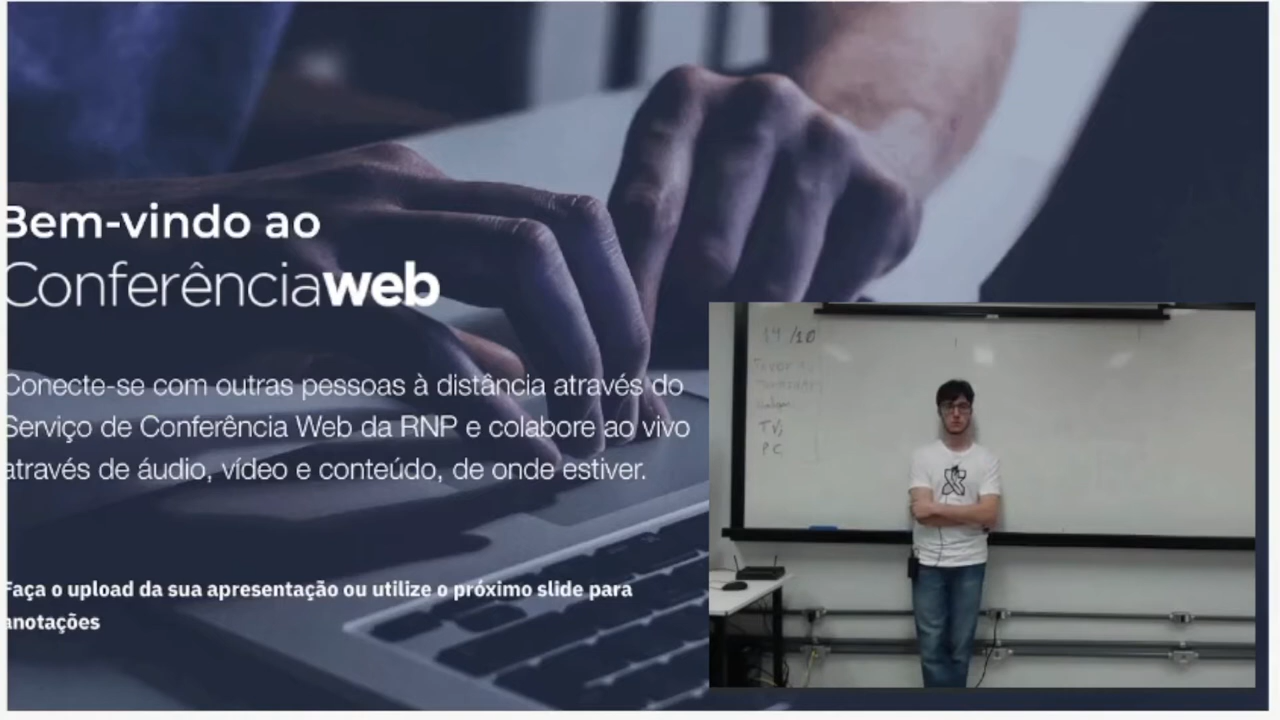 Bem-vindo ao
Conferênciaweb
Conecte-se com outras pessoas à distância através do
Serviço de Conferência Web da RNP e colabore ao vivo
através de áudio, vídeo e conteúdo, de onde estiver.
Faça o upload da sua apresentação ou utilize o próximo slide para
anotações
14/10
TV,
PC